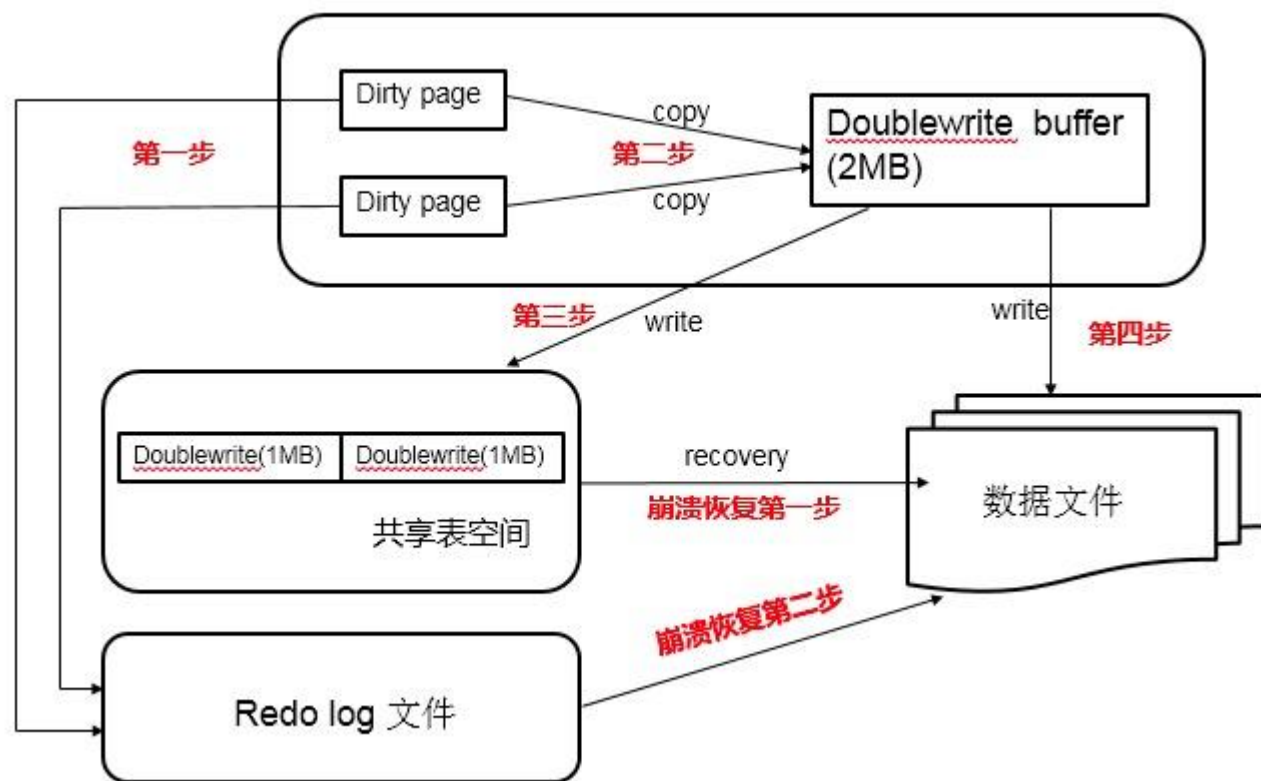 Dirty page
copy
Doublewrite buffer
(2MB)
第一步
第二步
Dirty page
copy
第三步
write
write
第四步
Doublewrite(1MB)
Doublewrite(1MB)
recovery
崩溃恢复第一步
数据文件
共享表空间
崩溃恢复第二步
Redo log 文件